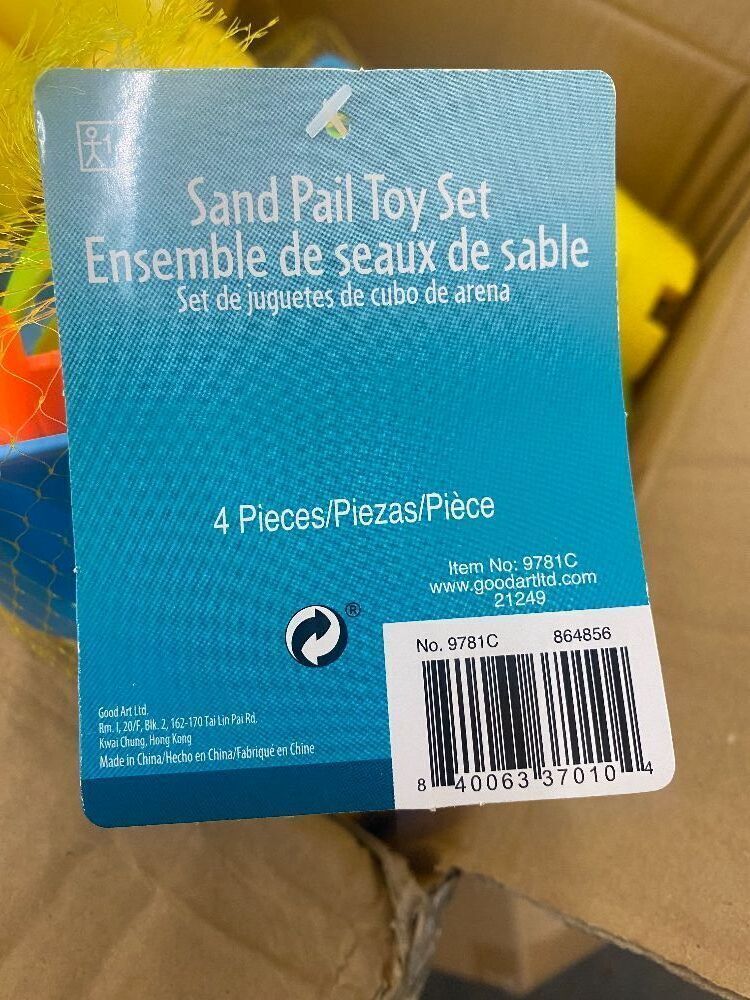 Sand Pail Toy Set
Ensemble de seaux de sable
Set de juguetes de cubo de arena
4 Pieces/Piezas/Pièce
Item No: 9781C
www.goodartltd.com
21249
®
No. 9781C 864856
8 40063 37010 4
Good Art Ltd.
Rm. I, 20/F, Blk. 2, 162-170 Tai Lin Pai Rd.
Kwai Chung, Hong Kong
Made in China/Hecho en China/Fabriqué en Chine